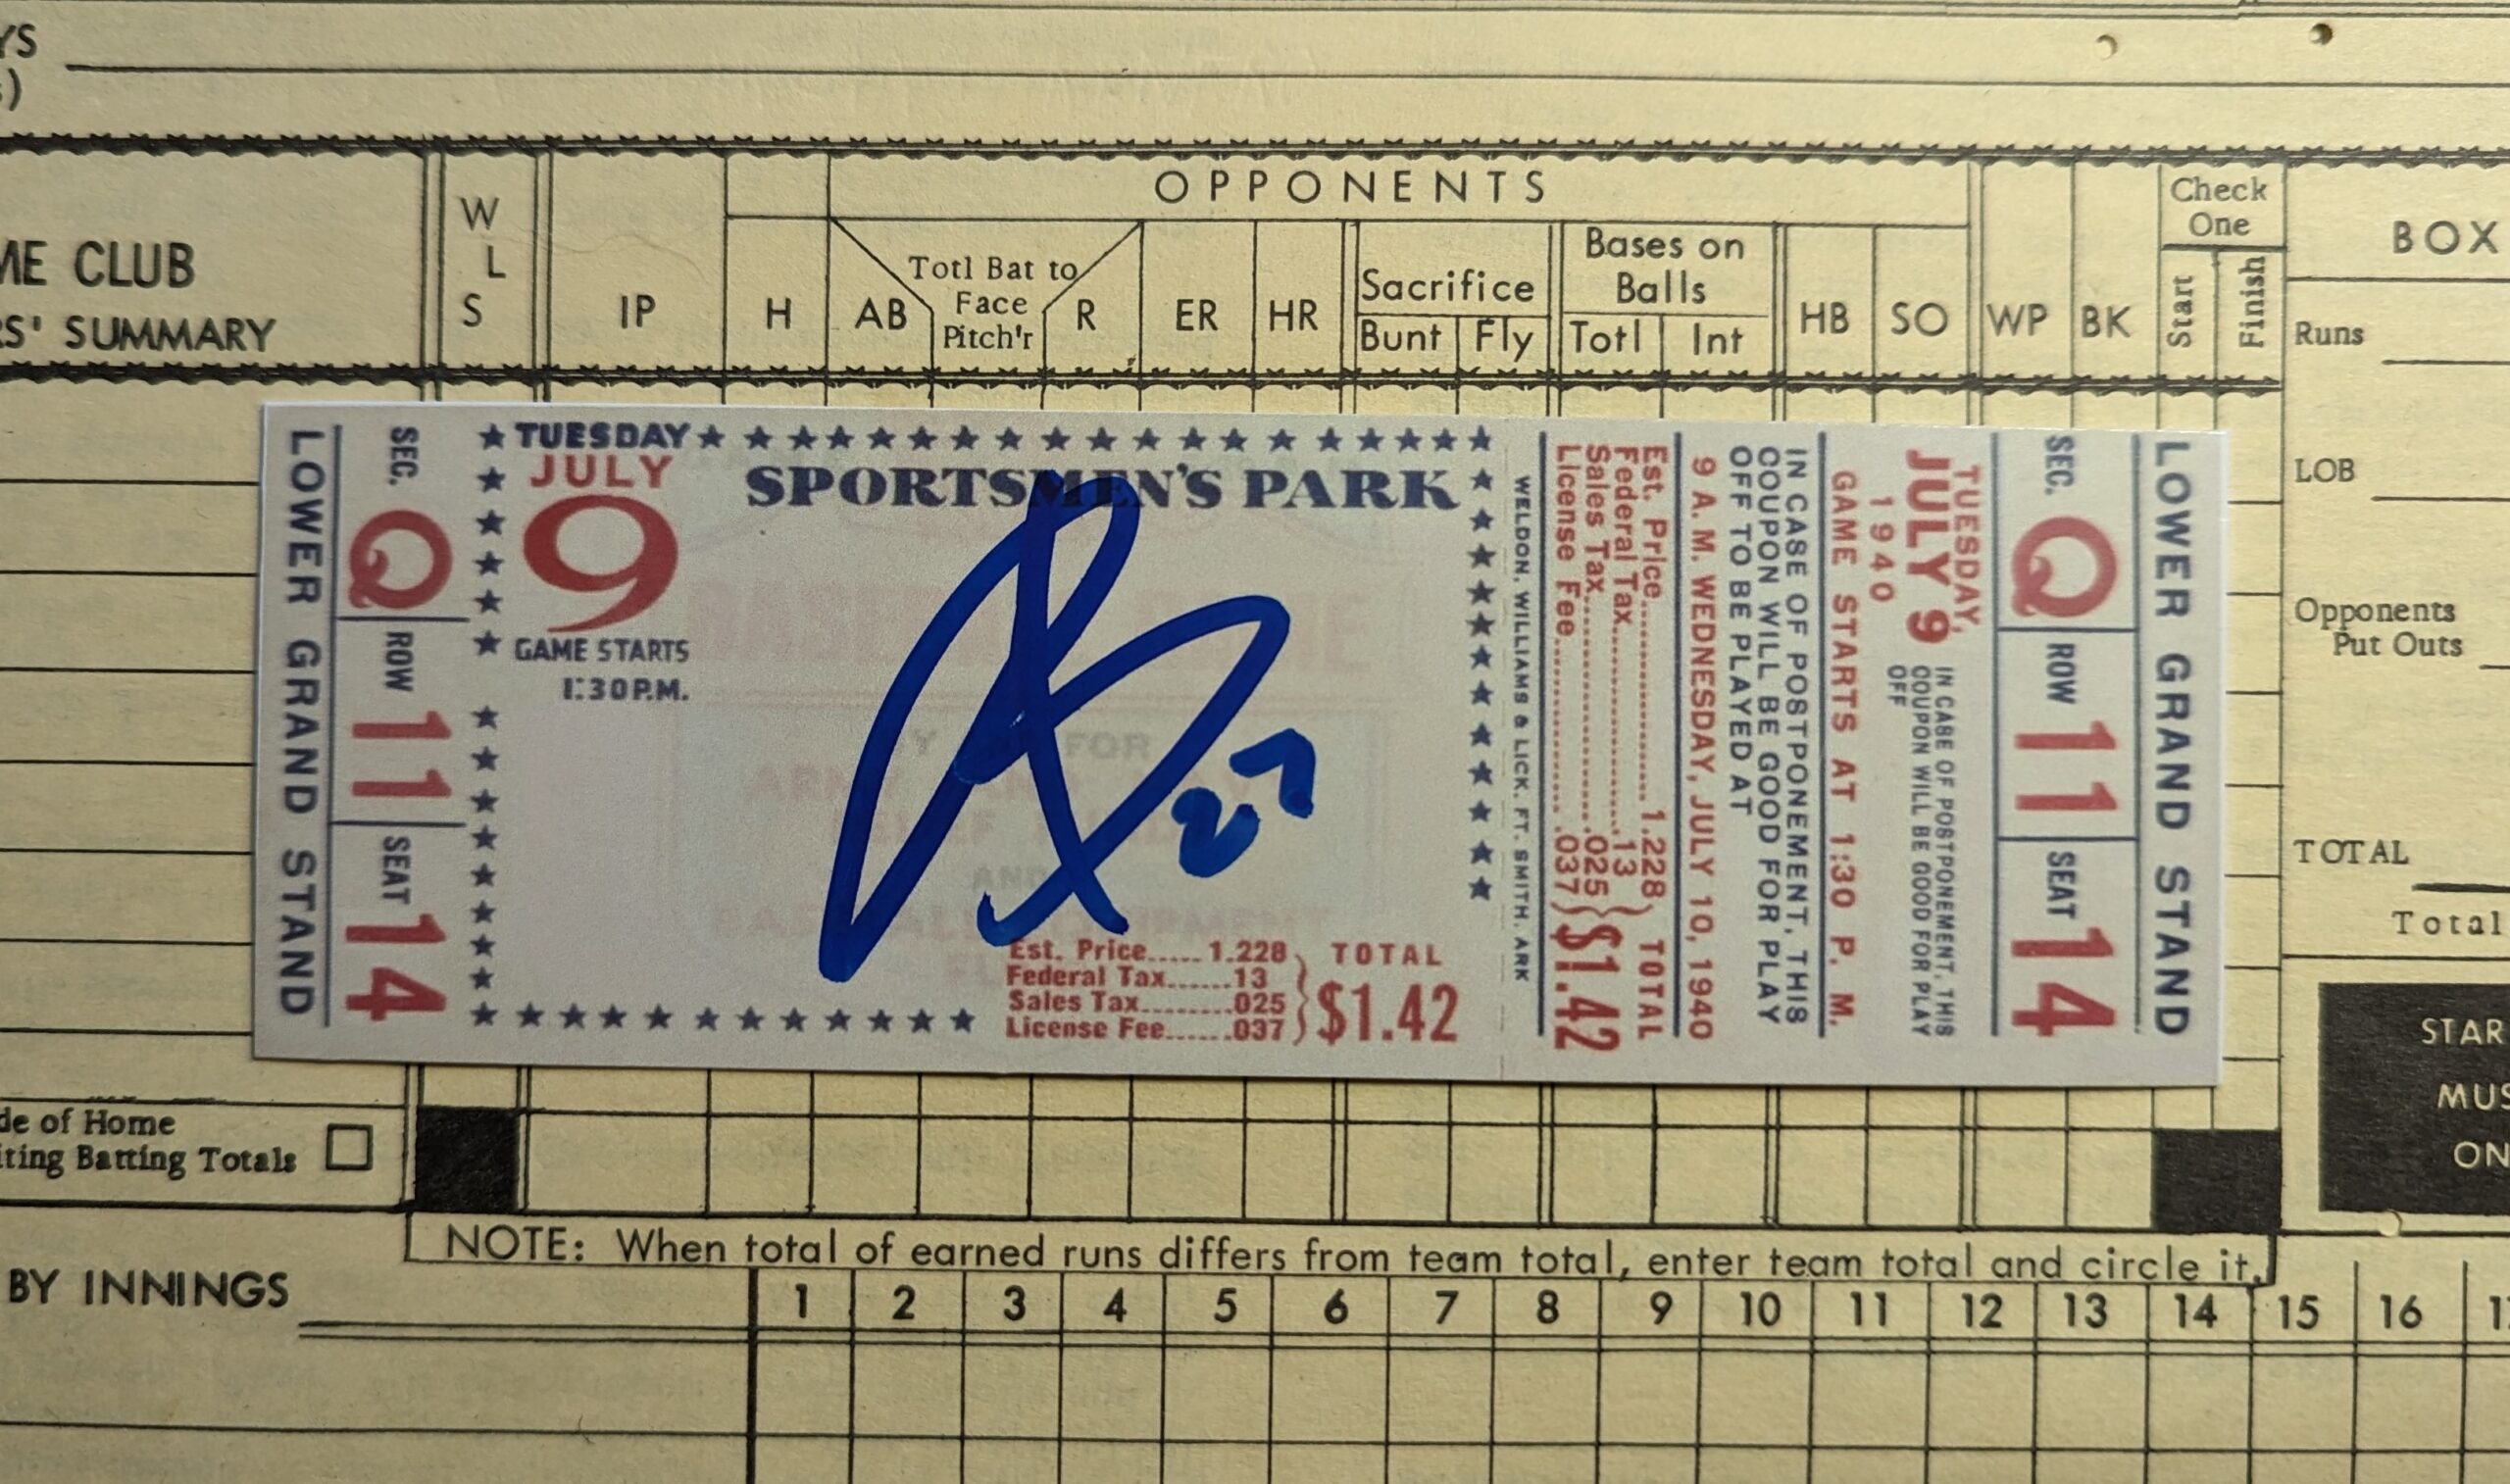 YS
OPPONENTS
Check
One
W
L
S
ME CLUB
RS' SUMMARY
IP
H
AB
Totl Bat to
Face
Pitch'r
R
ER
HR
Sacrifice
Bunt
Fly
Bases on
Balls
Totl
Int
HB
SO
WP
BK
Start
Finish
BOX
Runs
LOB
Opponents
Put Outs
TOTAL
Total
STAR
MUS
ON
LOWER GRAND STAND
SEC. Q
ROW 11
SEAT 14
TUESDAY
JULY
9
GAME STARTS
1:30 P.M.
SPORTSMEN'S PARK
27
Est. Price..... 1.228
Federal Tax......13
Sales Tax........025
License Fee......037
TOTAL
$1.42
WELDON, WILLIAMS & LICK, FT. SMITH, ARK
Est. Price 1.228
Federal Tax .13
Sales Tax .025
License Fee .037
TOTAL
$1.42
IN CASE OF POSTPONEMENT, THIS
COUPON WILL BE GOOD FOR PLAY
OFF TO BE PLAYED AT
9 A.M. WEDNESDAY, JULY 10, 1940
TUESDAY,
JULY 9
1940
GAME STARTS AT 1:30 P. M.
IN CASE OF POSTPONEMENT, THIS
COUPON WILL BE GOOD FOR PLAY
OFF
SEC. Q
ROW 11
SEAT 14
LOWER GRAND STAND
de of Home
iting Batting Totals
NOTE: When total of earned runs differs from team total, enter team total and circle it.
BY INNINGS
1 2 3 4 5 6 7 8 9 10 11 12 13 14 15 16